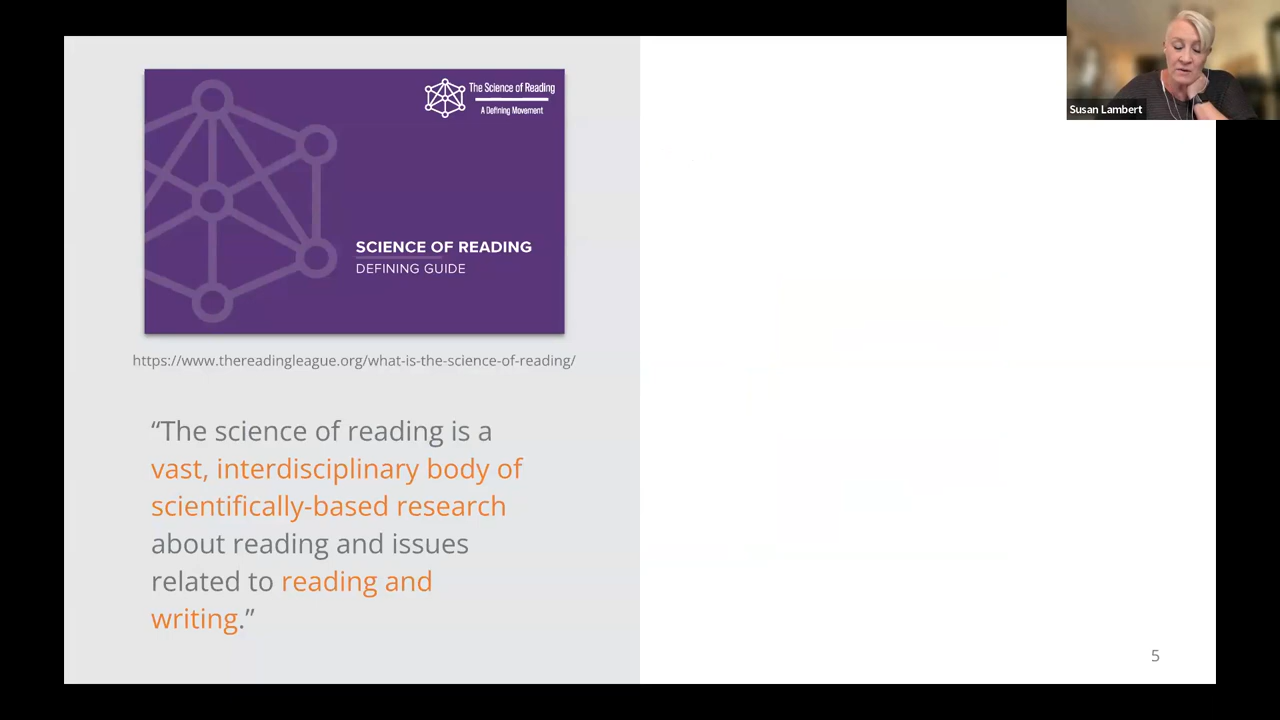 The Science of Reading
A Defining Movement
SCIENCE OF READING
DEFINING GUIDE
https://www.thereadingleague.org/what-is-the-science-of-reading/
“The science of reading is a
vast, interdisciplinary body of
scientifically-based research
about reading and issues
related to reading and
writing.”
5
Susan Lambert